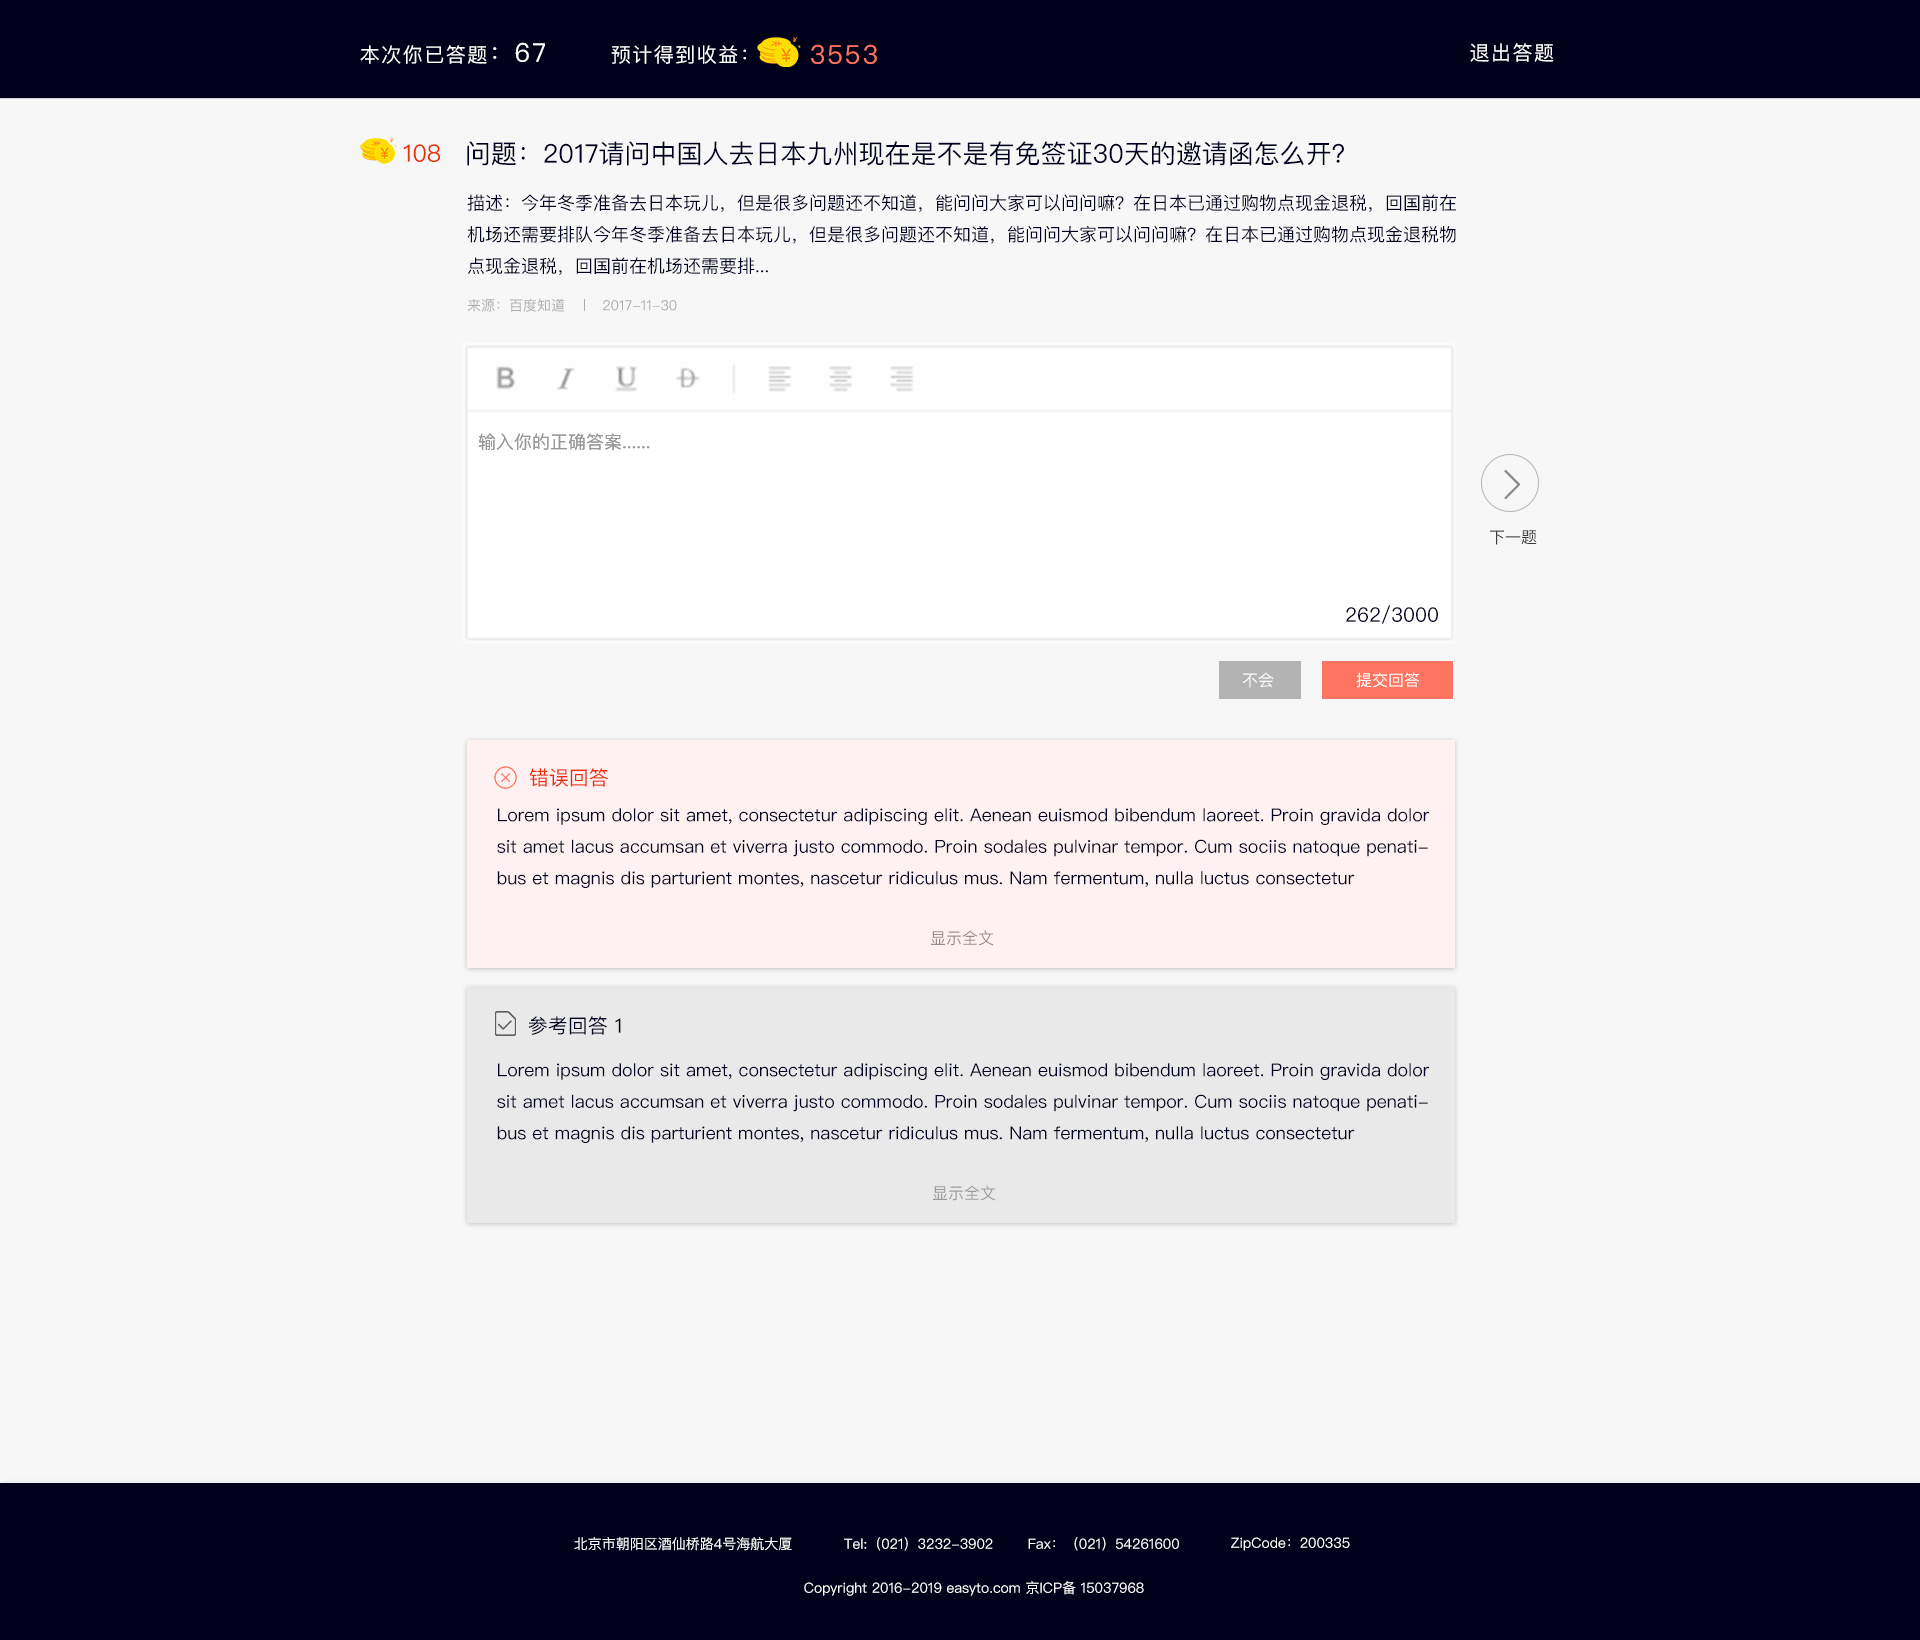 本次你已答题：67
预计得到收益：3553
退出答题
108
问题：2017请问中国人去日本九州现在是不是有免签证30天的邀请函怎么开？
描述：今年冬季准备去日本玩儿，但是很多问题还不知道，能问问大家可以问问嘛？在日本已通过购物点现金退税，回国前在
机场还需要排队今年冬季准备去日本玩儿，但是很多问题还不知道，能问问大家可以问问嘛？在日本已通过购物点现金退税物
点现金退税，回国前在机场还需要排...
来源：百度知道 | 2017-11-30
B I U D
输入你的正确答案......
下一题
262/3000
不会
提交回答
错误回答
Lorem ipsum dolor sit amet, consectetur adipiscing elit. Aenean euismod bibendum laoreet. Proin gravida dolor
sit amet lacus accumsan et viverra justo commodo. Proin sodales pulvinar tempor. Cum sociis natoque penati-
bus et magnis dis parturient montes, nascetur ridiculus mus. Nam fermentum, nulla luctus consectetur
显示全文
参考回答 1
Lorem ipsum dolor sit amet, consectetur adipiscing elit. Aenean euismod bibendum laoreet. Proin gravida dolor
sit amet lacus accumsan et viverra justo commodo. Proin sodales pulvinar tempor. Cum sociis natoque penati-
bus et magnis dis parturient montes, nascetur ridiculus mus. Nam fermentum, nulla luctus consectetur
显示全文
北京市朝阳区酒仙桥路4号海航大厦 Tel:（021）3232-3902 Fax：（021）54261600 ZipCode：200335
Copyright 2016-2019 easyto.com 京ICP备 15037968